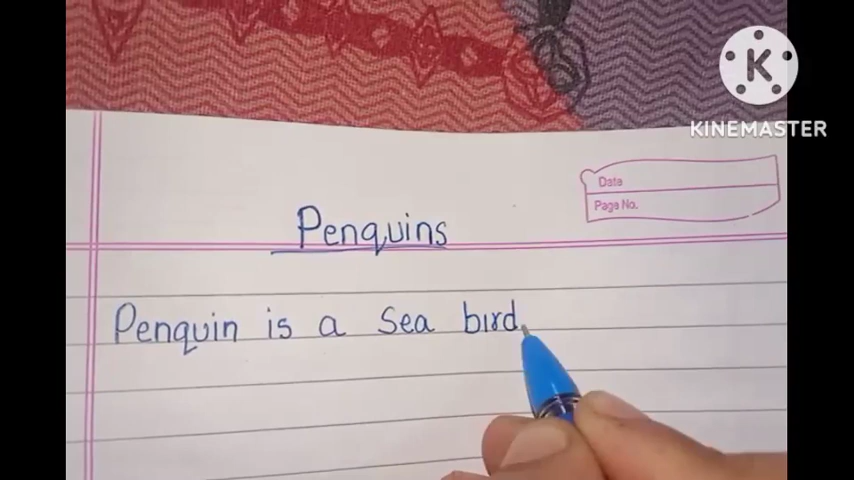 KINEMASTER
Date
Page No.
Penquins
Penquin is a Sea bird